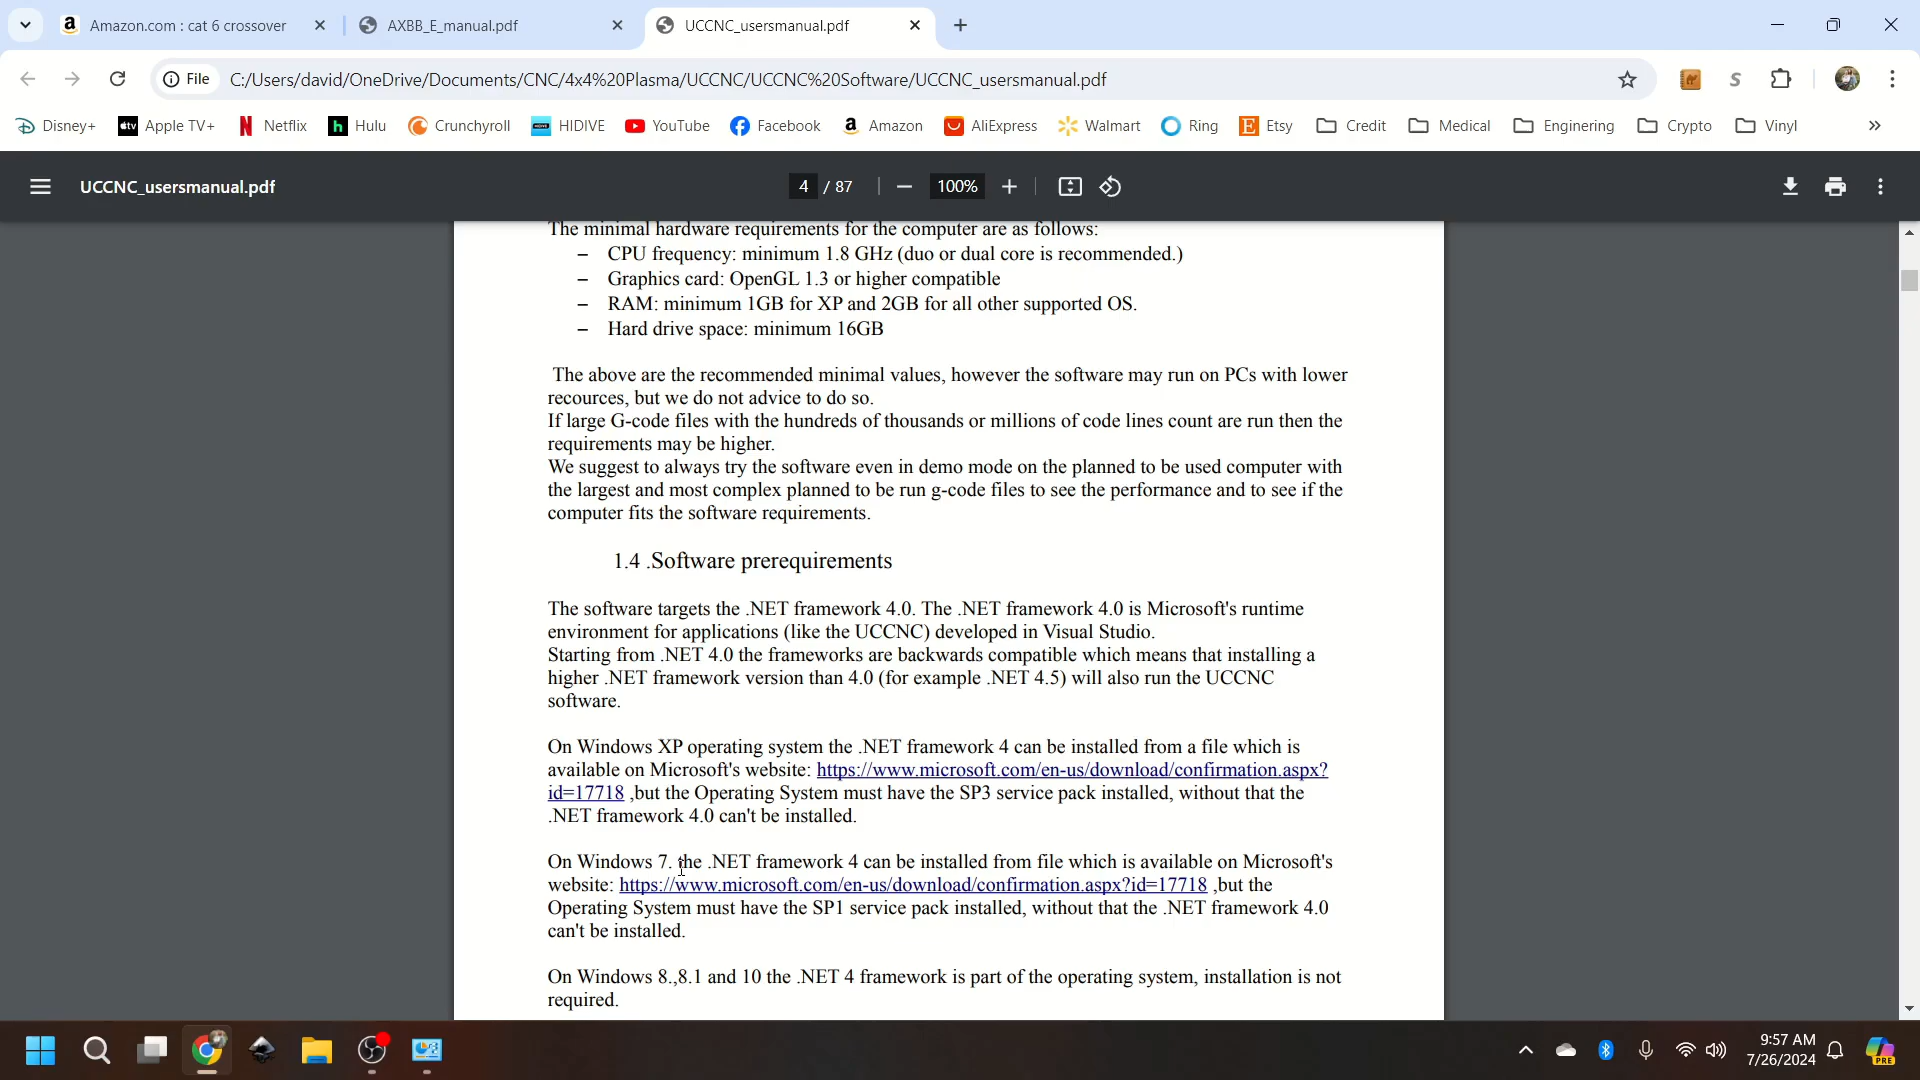 Amazon.com : cat 6 crossover
AXBB_E_manual.pdf
UCCNC_usersmanual.pdf
File
C:/Users/david/OneDrive/Documents/CNC/4x4%20Plasma/UCCNC/UCCNC%20Software/UCCNC_usersmanual.pdf
Disney+
Apple TV+
Netflix
Hulu
Crunchyroll
HIDIVE
YouTube
Facebook
Amazon
AliExpress
Walmart
Ring
Etsy
Credit
Medical
Enginering
Crypto
Vinyl
UCCNC_usersmanual.pdf
4 / 87
100%
The minimal hardware requirements for the computer are as follows:
– CPU frequency: minimum 1.8 GHz (duo or dual core is recommended.)
– Graphics card: OpenGL 1.3 or higher compatible
– RAM: minimum 1GB for XP and 2GB for all other supported OS.
– Hard drive space: minimum 16GB
The above are the recommended minimal values, however the software may run on PCs with lower
recources, but we do not advice to do so.
If large G-code files with the hundreds of thousands or millions of code lines count are run then the
requirements may be higher.
We suggest to always try the software even in demo mode on the planned to be used computer with
the largest and most complex planned to be run g-code files to see the performance and to see if the
computer fits the software requirements.
1.4 .Software prerequirements
The software targets the .NET framework 4.0. The .NET framework 4.0 is Microsoft's runtime
environment for applications (like the UCCNC) developed in Visual Studio.
Starting from .NET 4.0 the frameworks are backwards compatible which means that installing a
higher .NET framework version than 4.0 (for example .NET 4.5) will also run the UCCNC
software.
On Windows XP operating system the .NET framework 4 can be installed from a file which is
available on Microsoft's website: https://www.microsoft.com/en-us/download/confirmation.aspx?
id=17718 ,but the Operating System must have the SP3 service pack installed, without that the
.NET framework 4.0 can't be installed.
On Windows 7. the .NET framework 4 can be installed from file which is available on Microsoft's
website: https://www.microsoft.com/en-us/download/confirmation.aspx?id=17718 ,but the
Operating System must have the SP1 service pack installed, without that the .NET framework 4.0
can't be installed.
On Windows 8.,8.1 and 10 the .NET 4 framework is part of the operating system, installation is not
required.
9:57 AM
7/26/2024